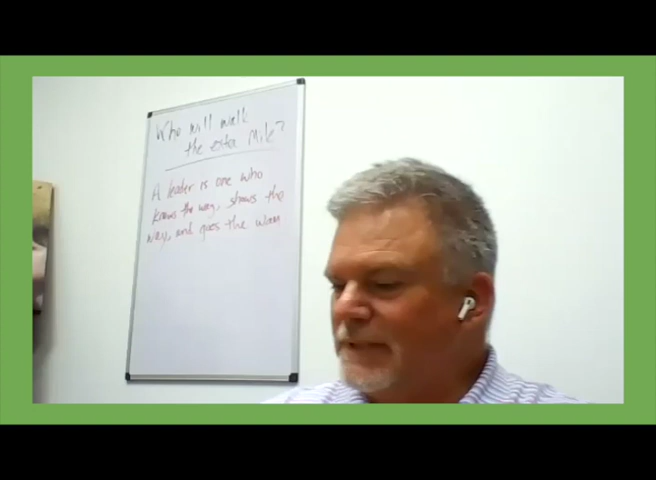 Who will walk
the extra Mile?
A leader is one who
knows the way, shows the
way, and goes the